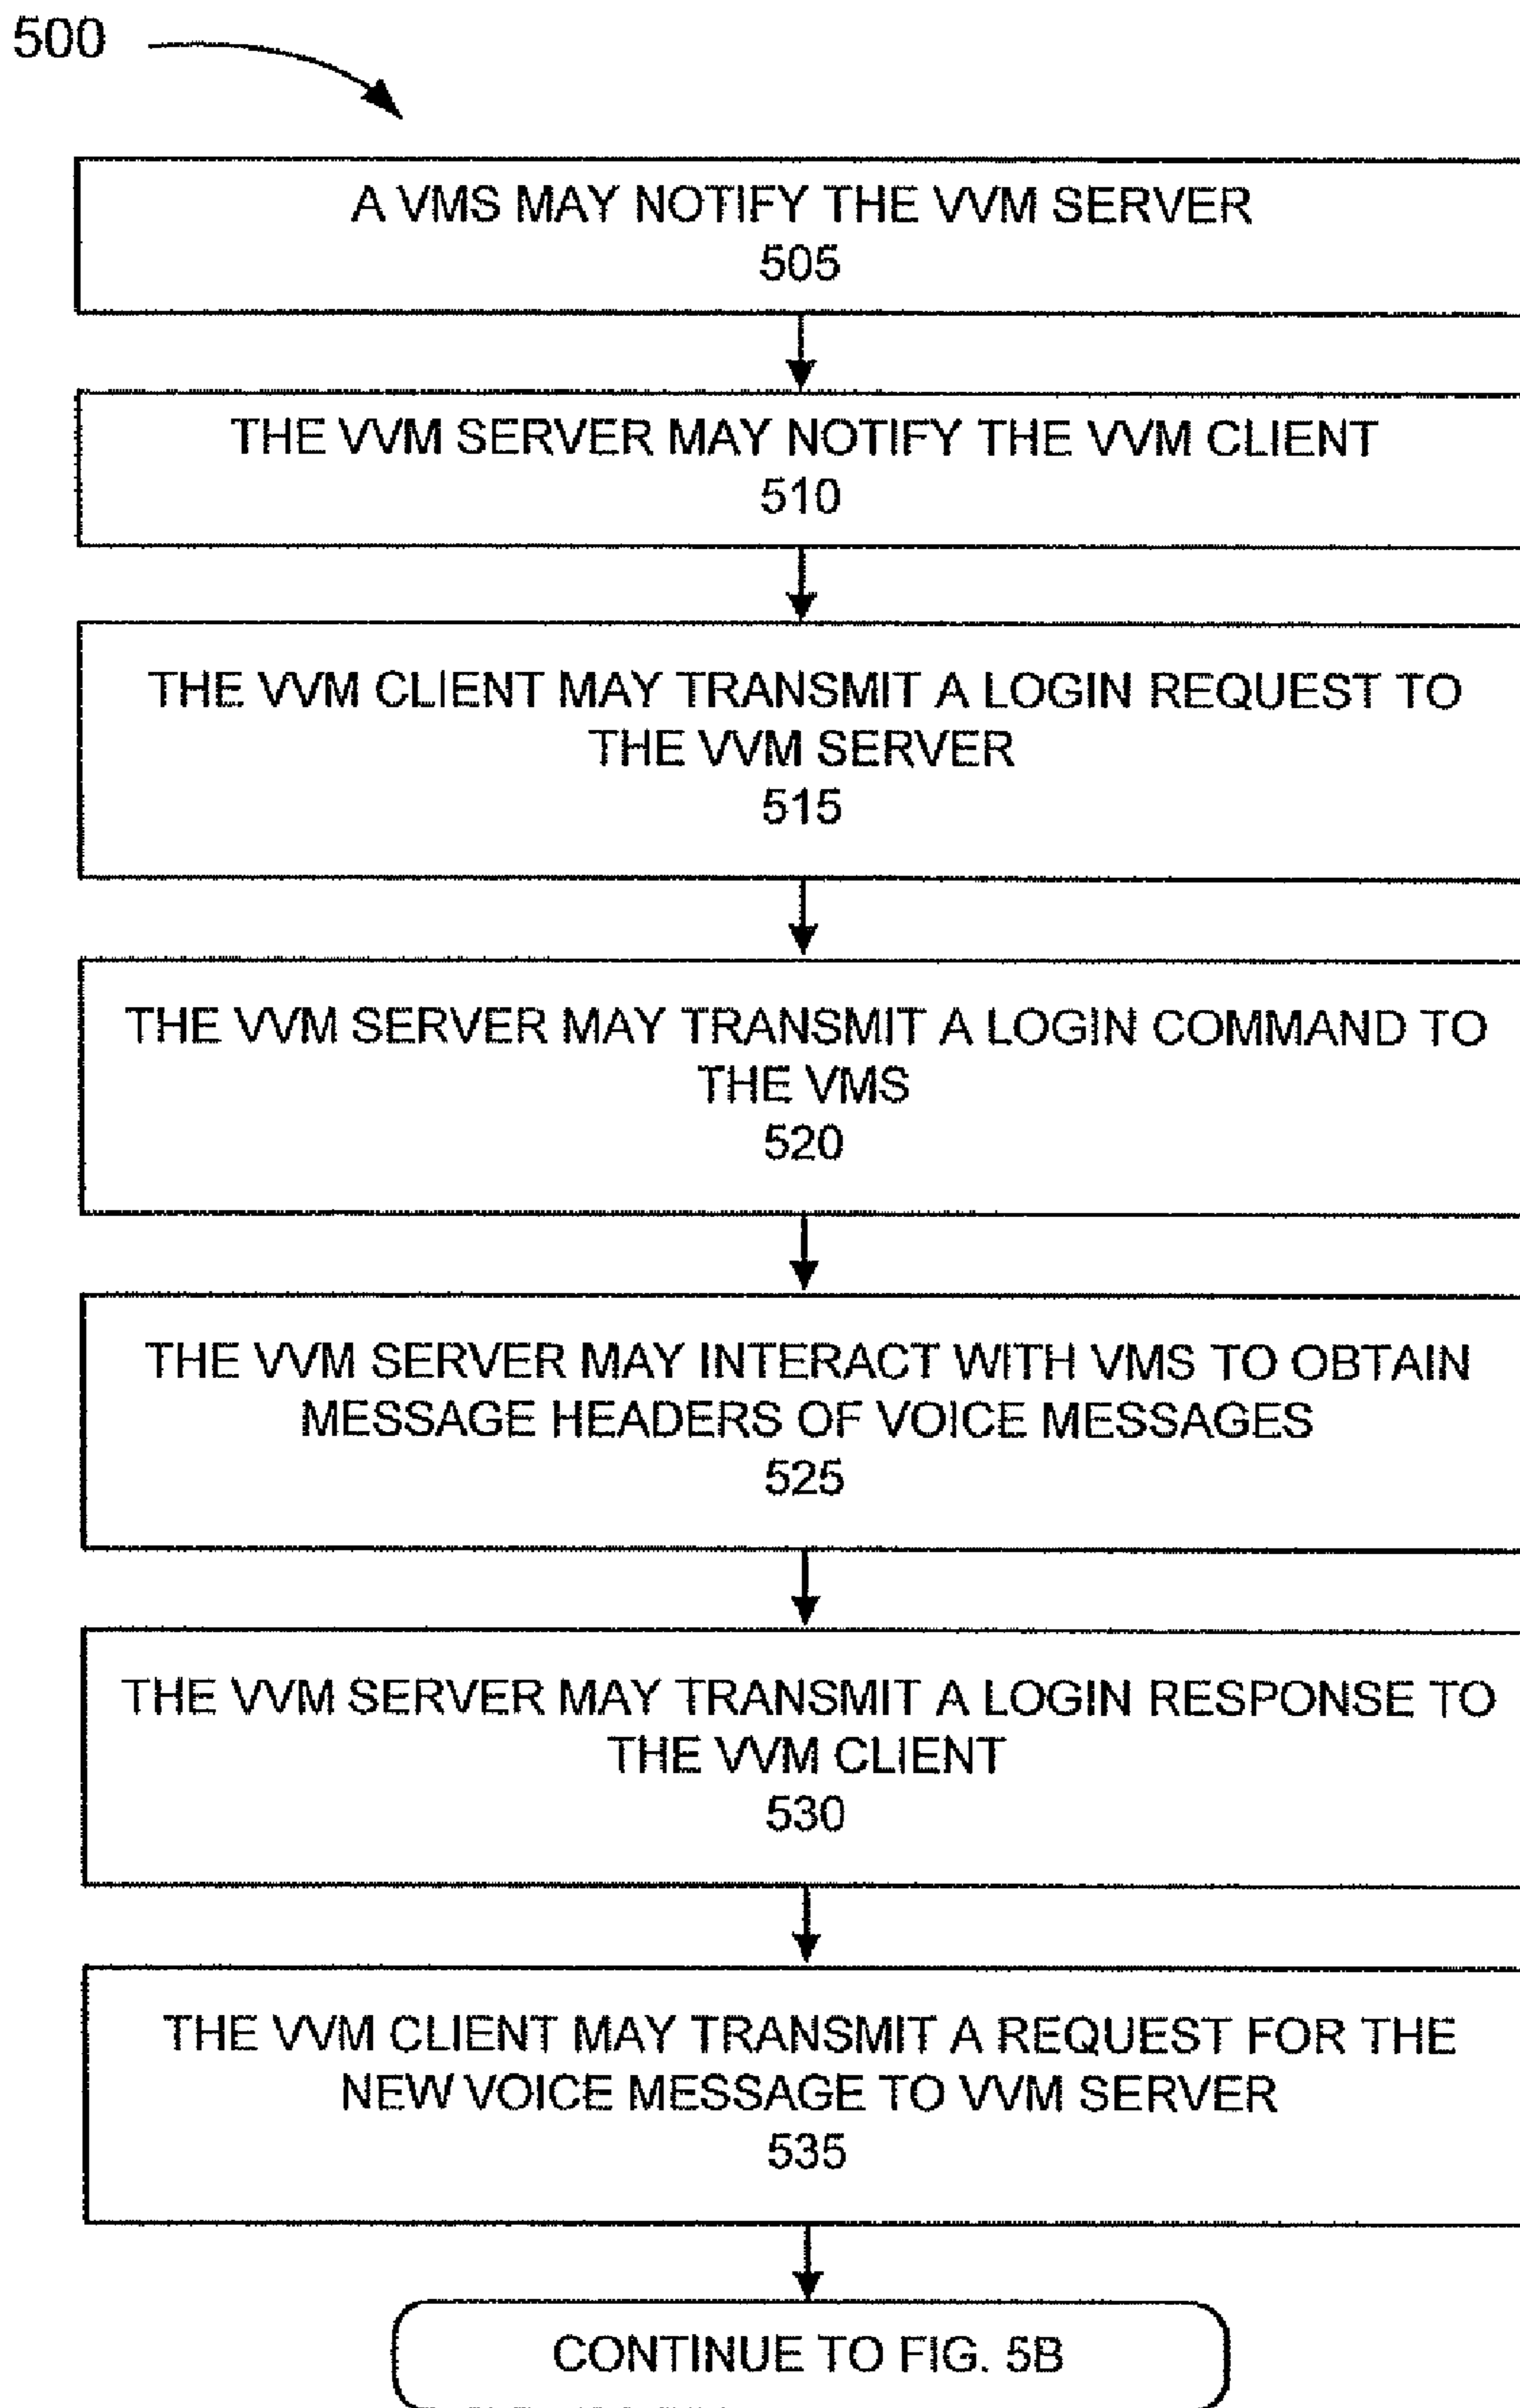 500
A VMS MAY NOTIFY THE VVM SERVER
505
THE VVM SERVER MAY NOTIFY THE VVM CLIENT
510
THE VVM CLIENT MAY TRANSMIT A LOGIN REQUEST TO
THE VVM SERVER
515
THE VVM SERVER MAY TRANSMIT A LOGIN COMMAND TO
THE VMS
520
THE VVM SERVER MAY INTERACT WITH VMS TO OBTAIN
MESSAGE HEADERS OF VOICE MESSAGES
525
THE VVM SERVER MAY TRANSMIT A LOGIN RESPONSE TO
THE VVM CLIENT
530
THE VVM CLIENT MAY TRANSMIT A REQUEST FOR THE
NEW VOICE MESSAGE TO VVM SERVER
535
CONTINUE TO FIG. 5B